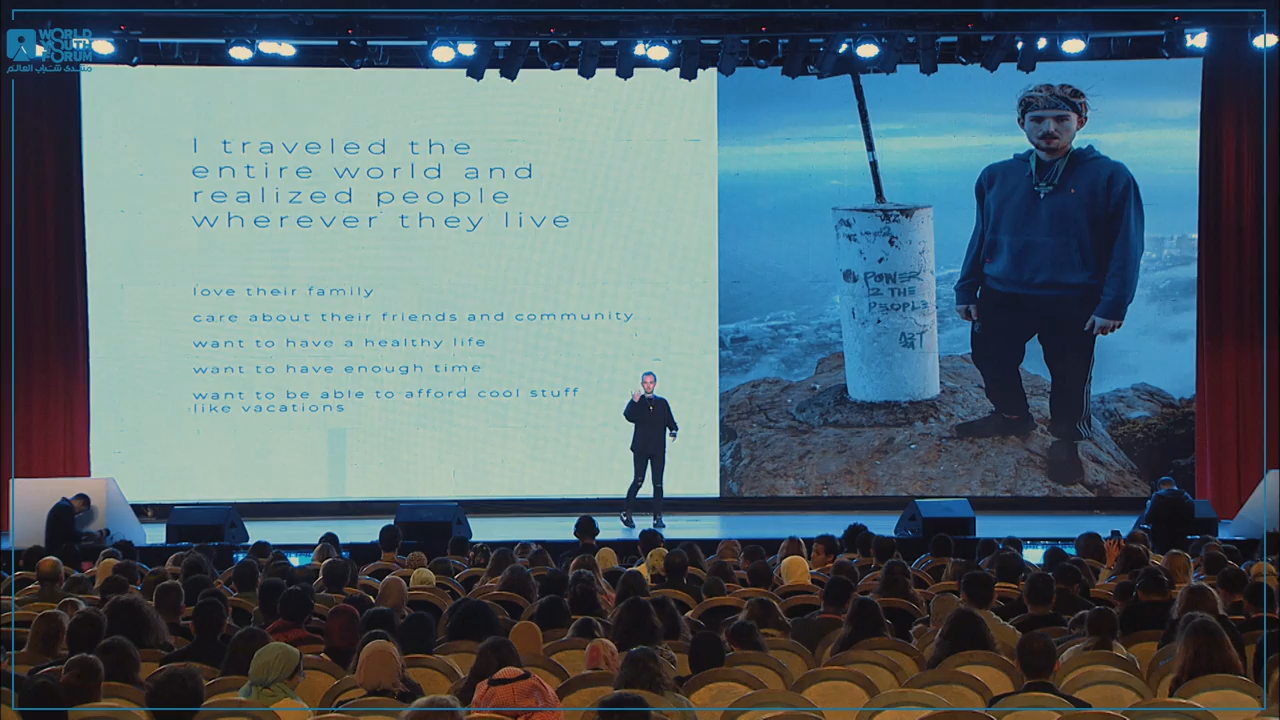 WORLD
YOUTH
FORUM
منتدى شباب العالم
I traveled the
entire world and
realized people
wherever they live
love their family
care about their friends and community
want to have a healthy life
want to have enough time
want to be able to afford cool stuff
like vacations
POWER
2 THE
PEOPLE